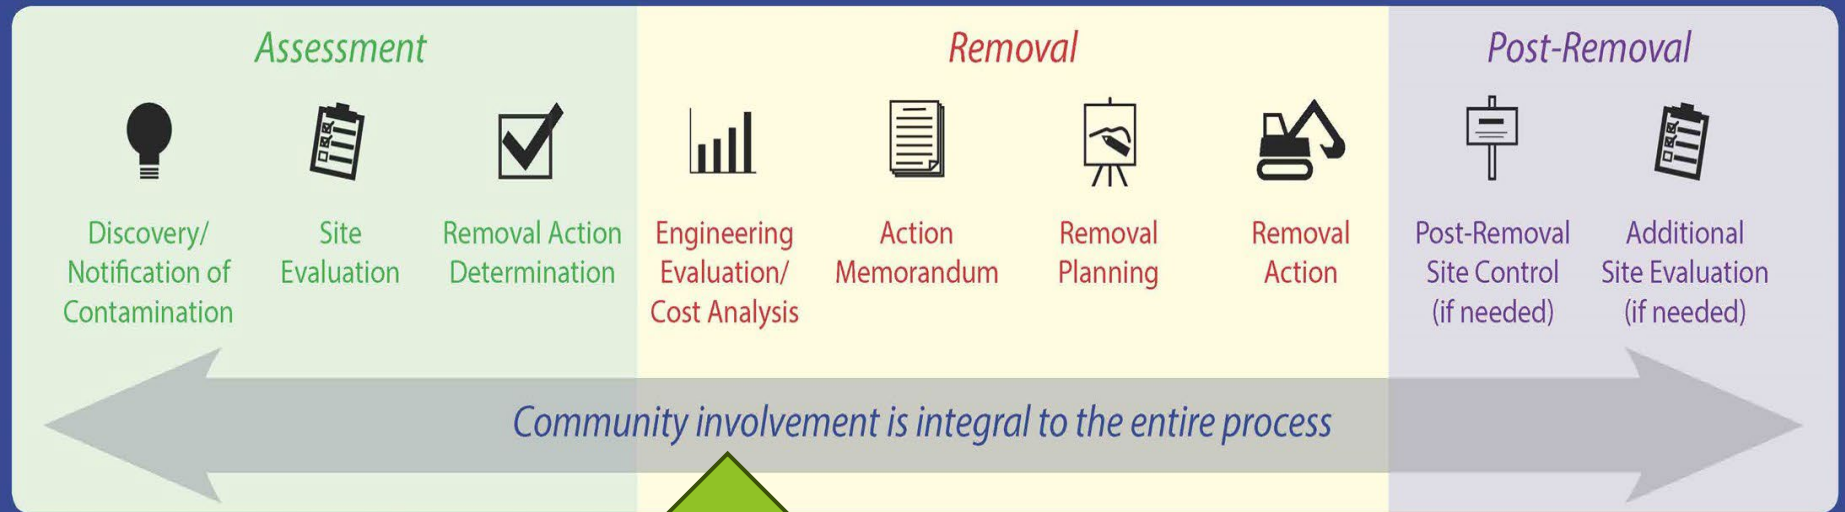 Assessment
Discovery/
Notification of
Contamination
Site
Evaluation
Removal Action
Determination
Removal
Engineering
Evaluation/
Cost Analysis
Action
Memorandum
Removal
Planning
Removal
Action
Post-Removal
Post-Removal
Site Control
(if needed)
Additional
Site Evaluation
(if needed)
Community involvement is integral to the entire process